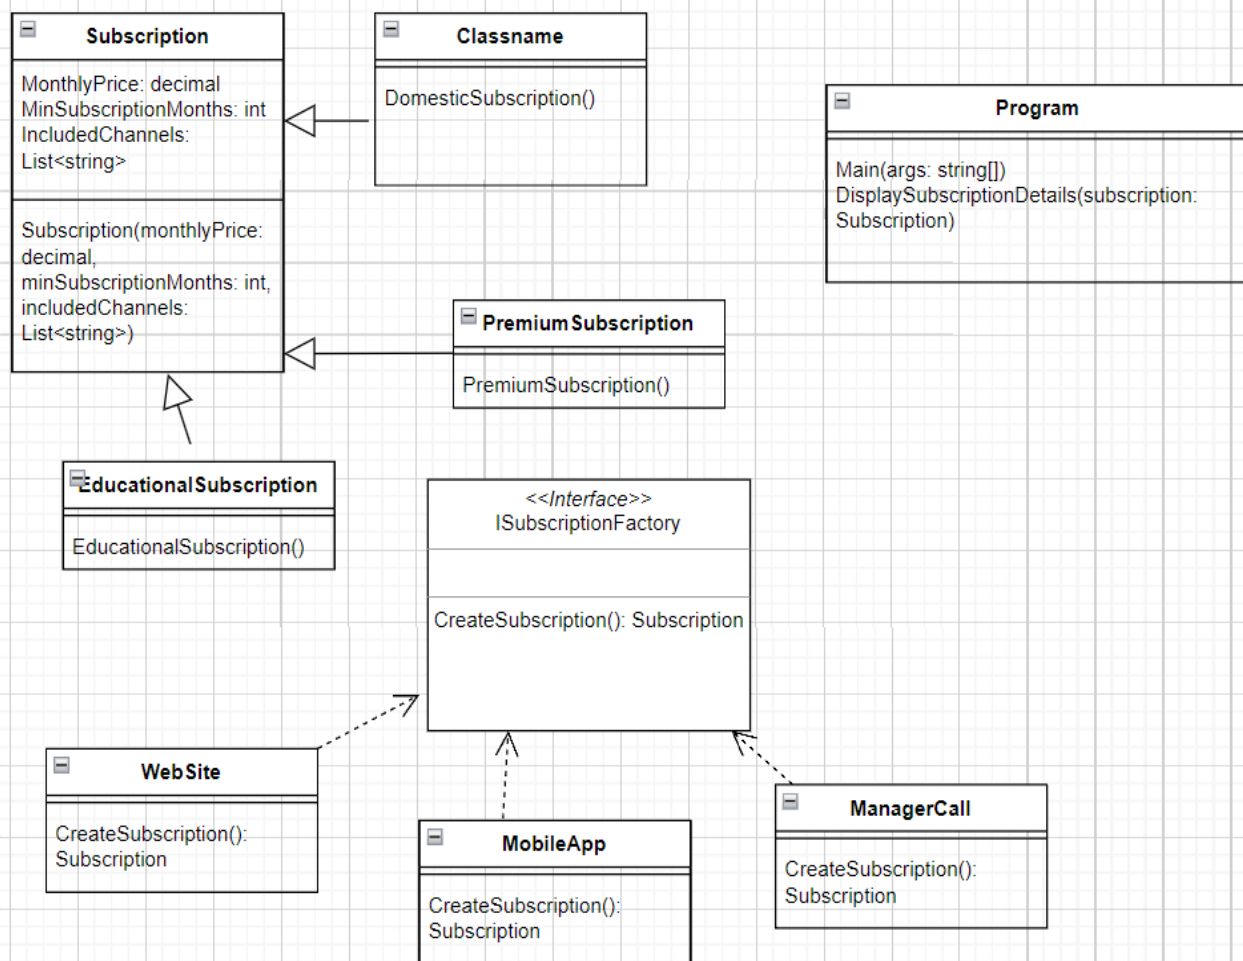 Subscription
MonthlyPrice: decimal
MinSubscriptionMonths: int
IncludedChannels:
List<string>
Subscription(monthlyPrice:
decimal,
minSubscriptionMonths: int,
includedChannels:
List<string>)
Classname
DomesticSubscription()
Program
Main(args: string[])
DisplaySubscriptionDetails(subscription:
Subscription)
PremiumSubscription
PremiumSubscription()
EducationalSubscription
EducationalSubscription()
<<Interface>>
ISubscriptionFactory
CreateSubscription(): Subscription
WebSite
CreateSubscription():
Subscription
MobileApp
CreateSubscription():
Subscription
ManagerCall
CreateSubscription():
Subscription